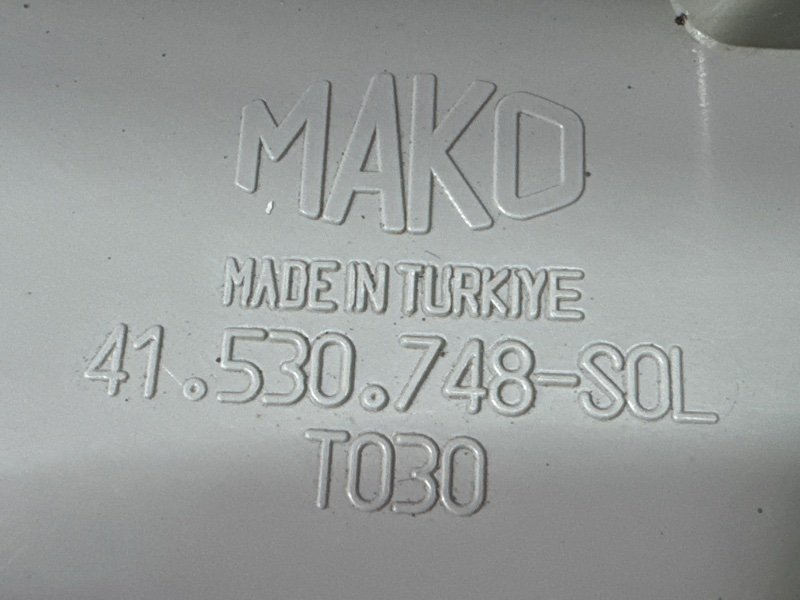 MAKO
MADE IN TURKIYE
41.530.748-SOL
T030